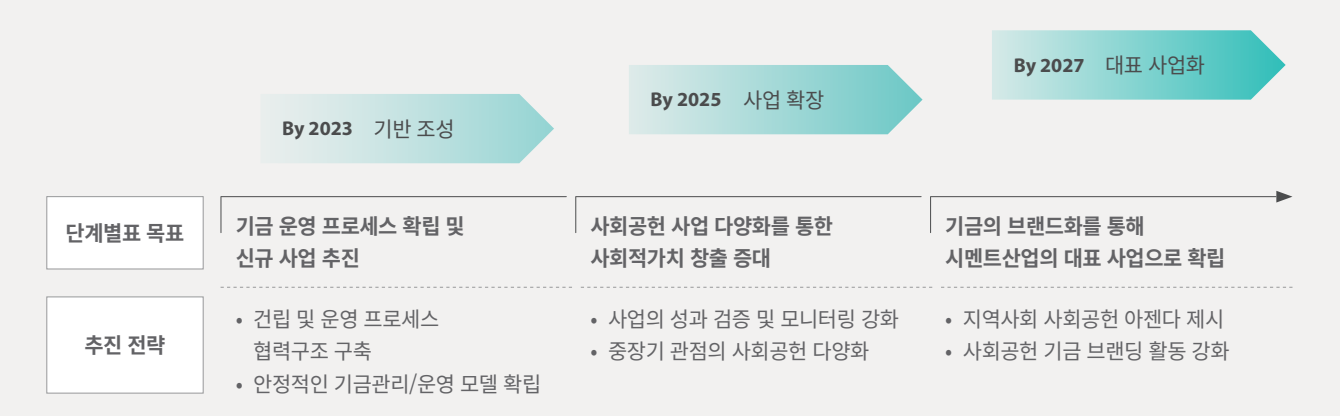 By 2023 기반 조성
By 2025 사업 확장
By 2027 대표 사업화
단계별표 목표
기금 운영 프로세스 확립 및
신규 사업 추진
사회공헌 사업 다양화를 통한
사회적가치 창출 증대
기금의 브랜드화를 통해
시멘트산업의 대표 사업으로 확립
추진 전략
• 건립 및 운영 프로세스
협력구조 구축
• 안정적인 기금관리/운영 모델 확립
• 사업의 성과 검증 및 모니터링 강화
• 중장기 관점의 사회공헌 다양화
• 지역사회 사회공헌 아젠다 제시
• 사회공헌 기금 브랜딩 활동 강화